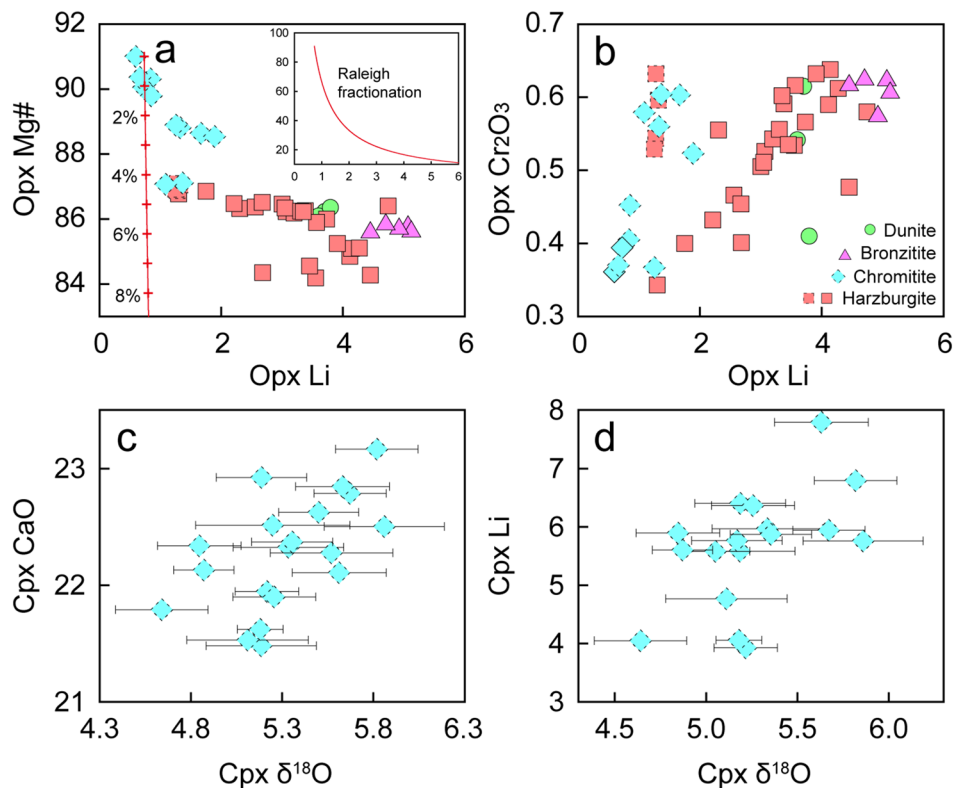 a
92
90
88
86
84
Opx Mg#
2%
4%
6%
8%
100
80
60
40
20
Raleigh
fractionation
0 1 2 3 4 5 6
0 2 4 6
Opx Li
b
0.7
0.6
0.5
0.4
0.3
Opx Cr₂O₃
Dunite
Bronzitite
Chromitite
Harzburgite
0 2 4 6
Opx Li
c
23
22
21
Cpx CaO
4.3 4.8 5.3 5.8 6.3
Cpx δ¹⁸O
d
8
7
6
5
4
3
Cpx Li
4.5 5.0 5.5 6.0
Cpx δ¹⁸O